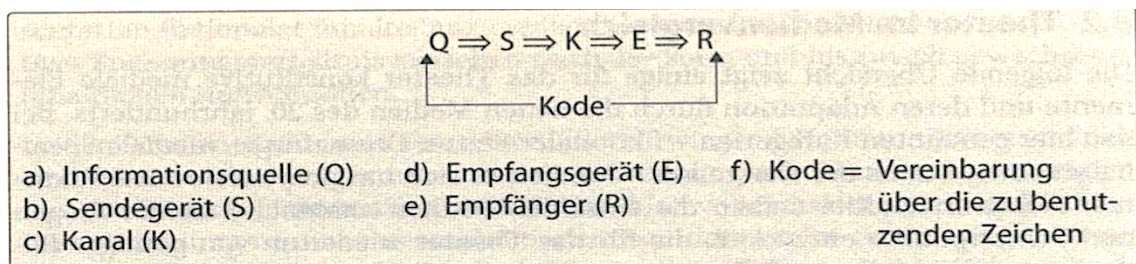 Q ⇒ S ⇒ K ⇒ E ⇒ R
Kode
a) Informationsquelle (Q)
b) Sendegerät (S)
c) Kanal (K)
d) Empfangsgerät (E)
e) Empfänger (R)
f) Kode = Vereinbarung
über die zu benut-
zenden Zeichen